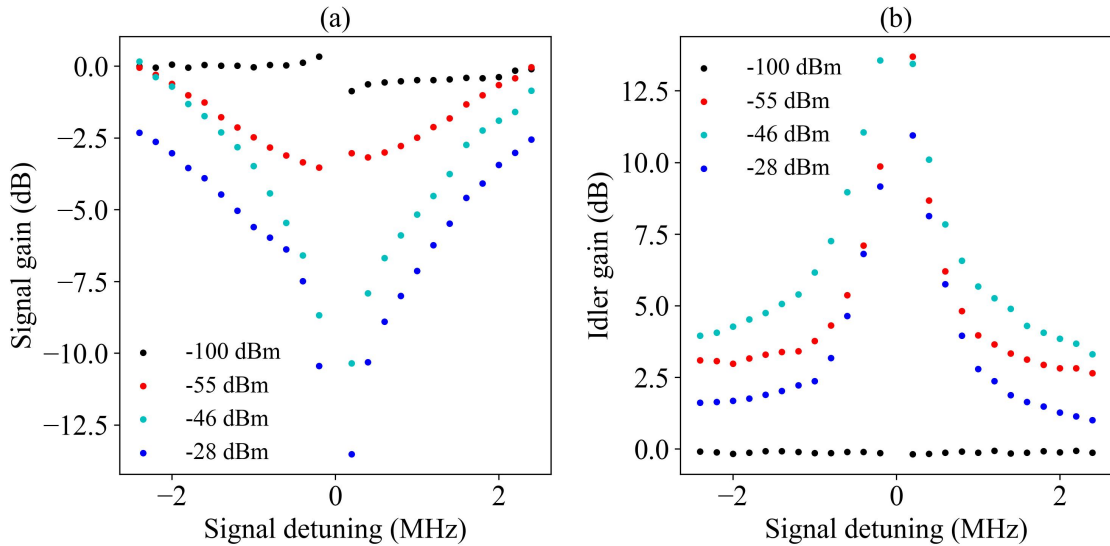 (a)
Signal gain (dB)
0.0
−2.5
−5.0
−7.5
−10.0
−12.5
-100 dBm
-55 dBm
-46 dBm
-28 dBm
−2
0
2
Signal detuning (MHz)
(b)
Idler gain (dB)
12.5
10.0
7.5
5.0
2.5
0.0
-100 dBm
-55 dBm
-46 dBm
-28 dBm
−2
0
2
Signal detuning (MHz)